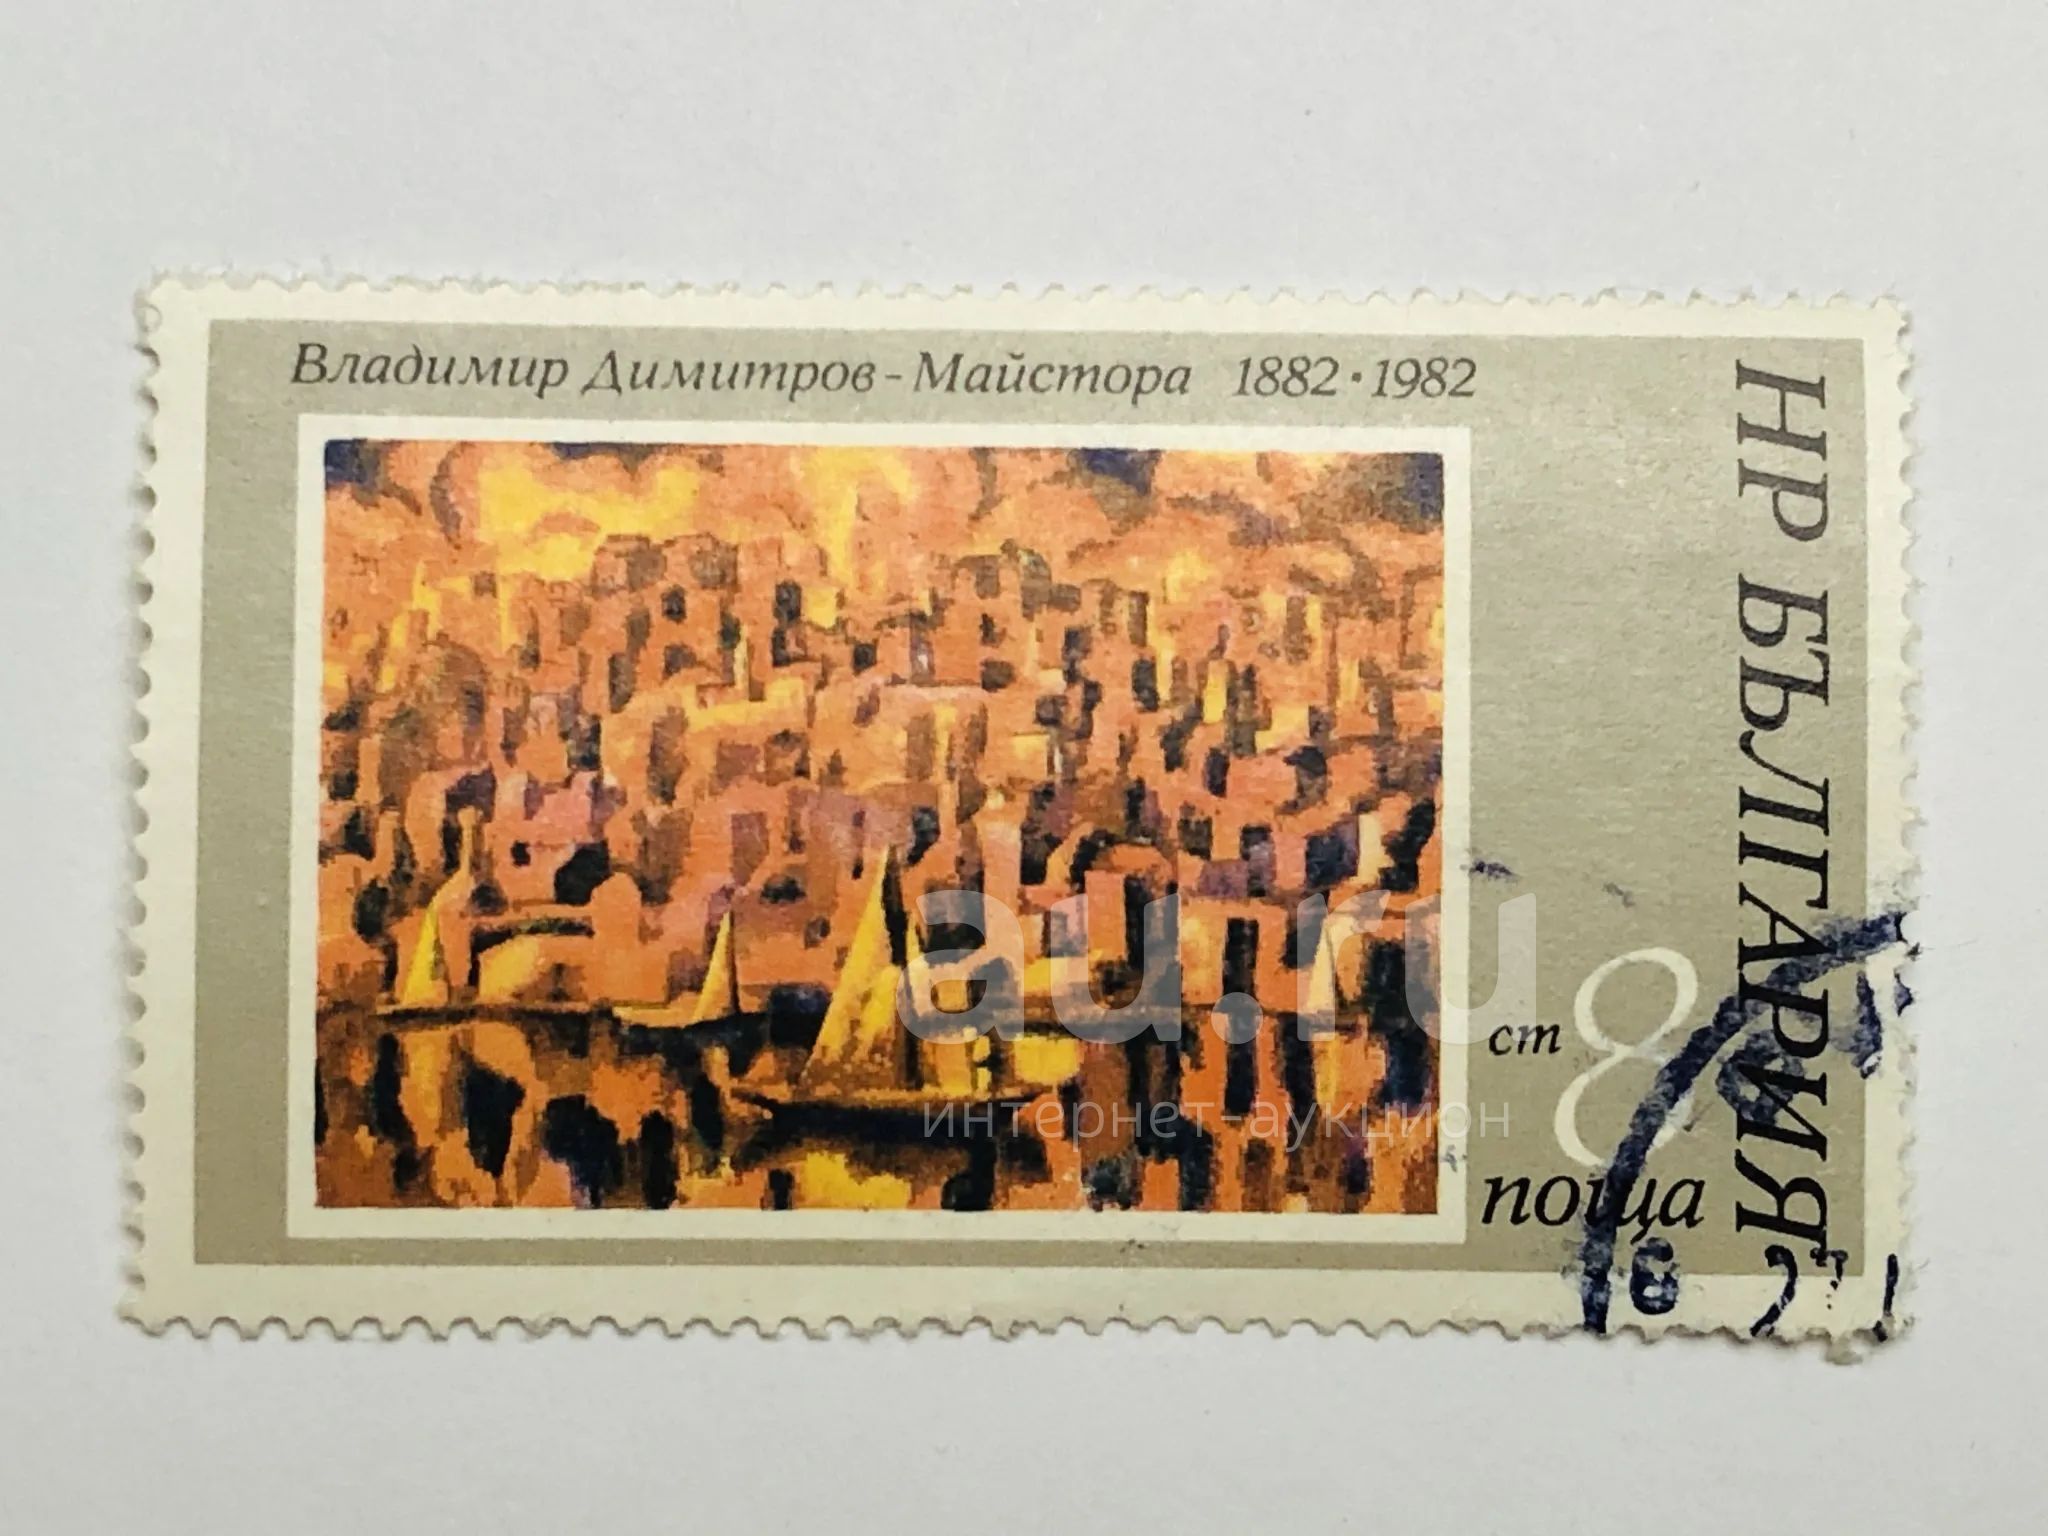 Владимир Димитров-Майстора 1882·1982
НР БЪЛГАРИЯ
ст 8
поща
au.ru
интернет-аукцион